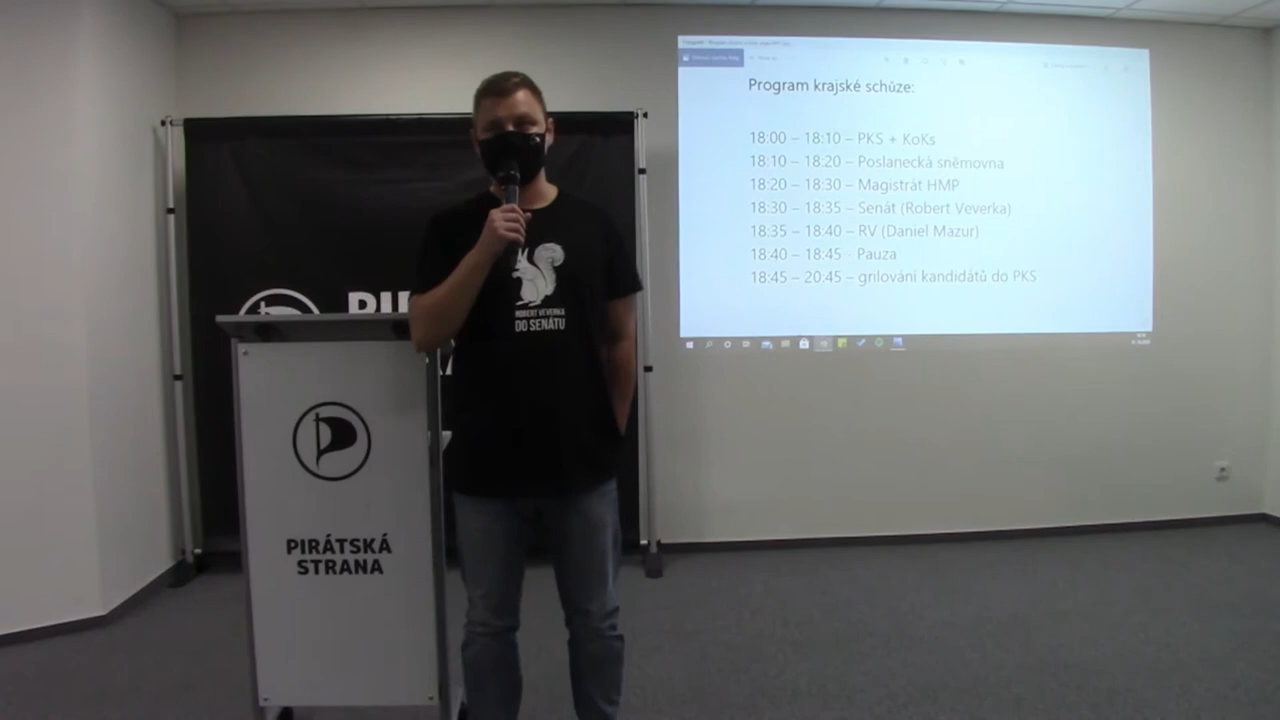 Program krajské schůze:
18:00 – 18:10 – PKS + KoKs
18:10 – 18:20 – Poslanecká sněmovna
18:20 – 18:30 – Magistrát HMP
18:30 – 18:35 – Senát (Robert Veverka)
18:35 – 18:40 – RV (Daniel Mazur)
18:40 – 18:45 - Pauza
18:45 – 20:45 – grilování kandidátů do PKS
ROBERT VEVERKA
DO SENÁTU
PI
PIRÁTSKÁ
STRANA